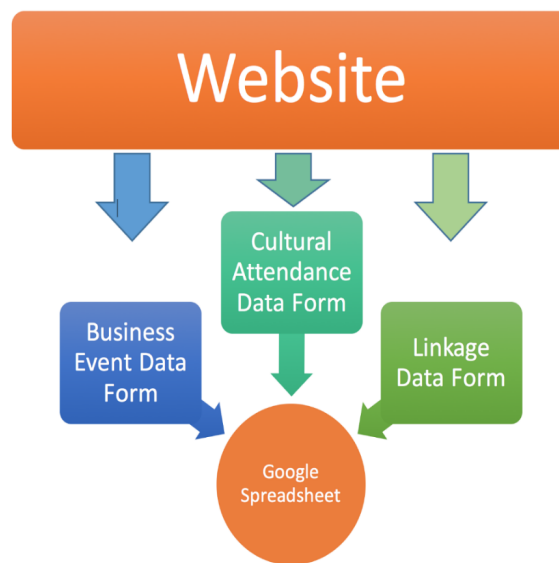 Website
Cultural
Attendance
Data Form
Business
Event Data
Form
Linkage
Data Form
Google
Spreadsheet